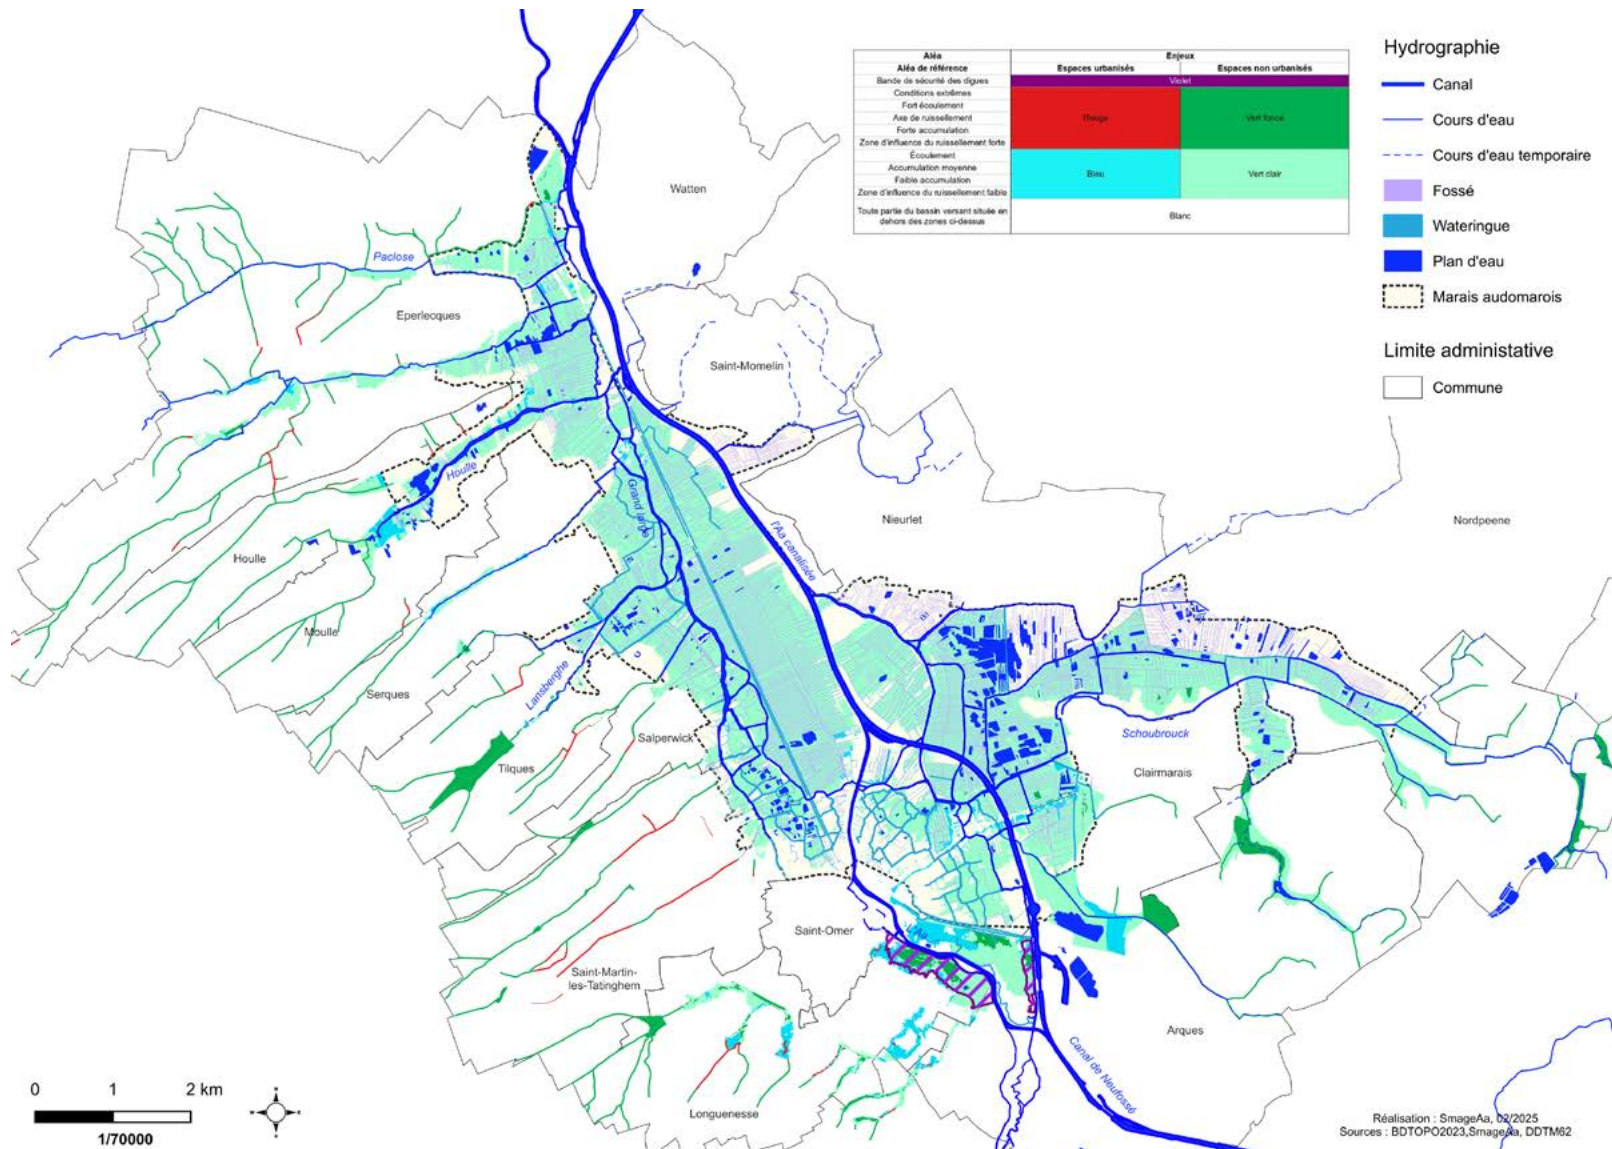 Aléa
Enjeux
Aléa de référence
Espaces urbanisés
Espaces non urbanisés
Bande de sécurité des digues
Violet
Conditions extrêmes
Fort écoulement
Axe de ruissellement
Forte accumulation
Zone d'influence du ruissellement forte
Rouge
Vert foncé
Écoulement
Accumulation moyenne
Faible accumulation
Zone d'influence du ruissellement faible
Bleu
Vert clair
Toute partie du bassin versant située en
dehors des zones ci-dessus
Blanc
Hydrographie
Canal
Cours d'eau
Cours d'eau temporaire
Fossé
Wateringue
Plan d'eau
Marais audomarois
Limite administative
Commune
Watten
Paclose
Eperlecques
Saint-Momelin
Houlle
Grand large
l'Aa canalisée
Nieurlet
Nordpeene
Houlle
Moulle
Serques
Lansberghe
Salperwick
Tilques
Schoubrouck
Clairmarais
Saint-Omer
L'Aa
Saint-Martin-
les-Tatinghem
Arques
Canal de Neufossé
Longuenesse
0 1 2 km
1/70000
N
Réalisation : SmageAa, 02/2025
Sources : BDTOPO2023,SmageAa, DDTM62